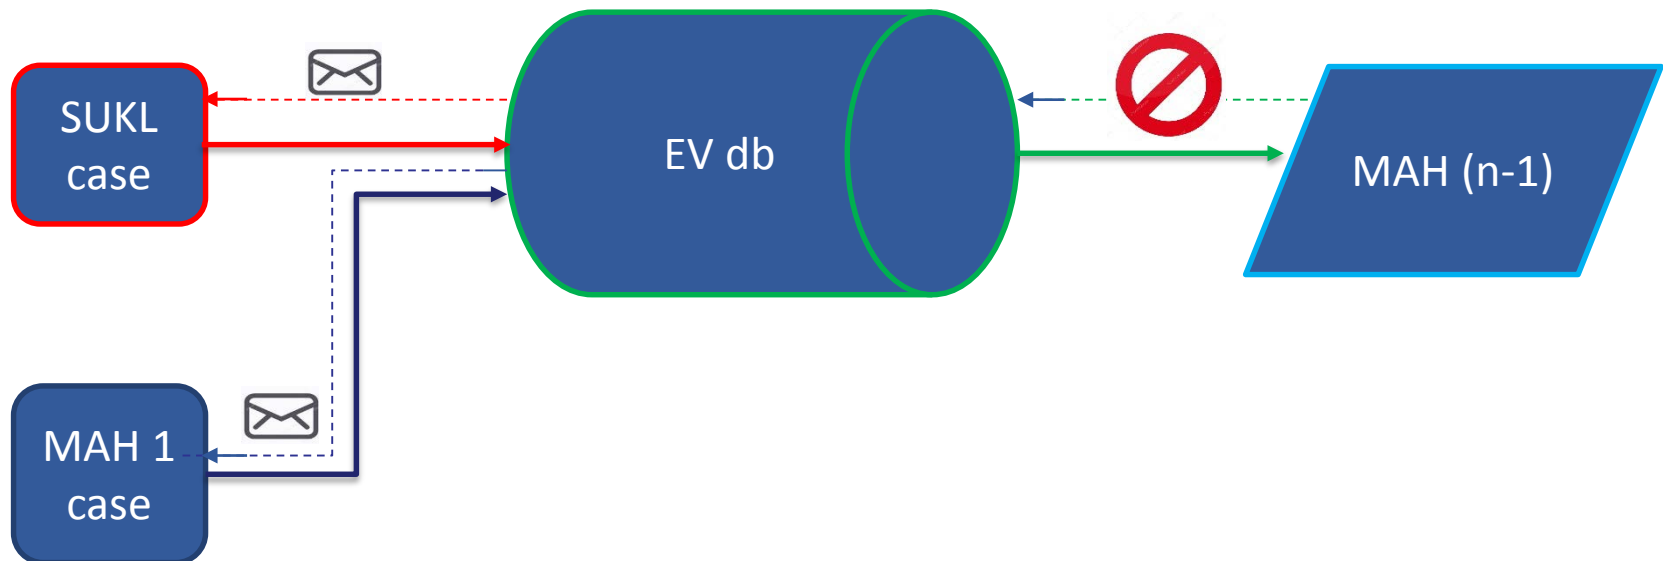 SUKL
case
EV db
MAH (n-1)
MAH 1
case